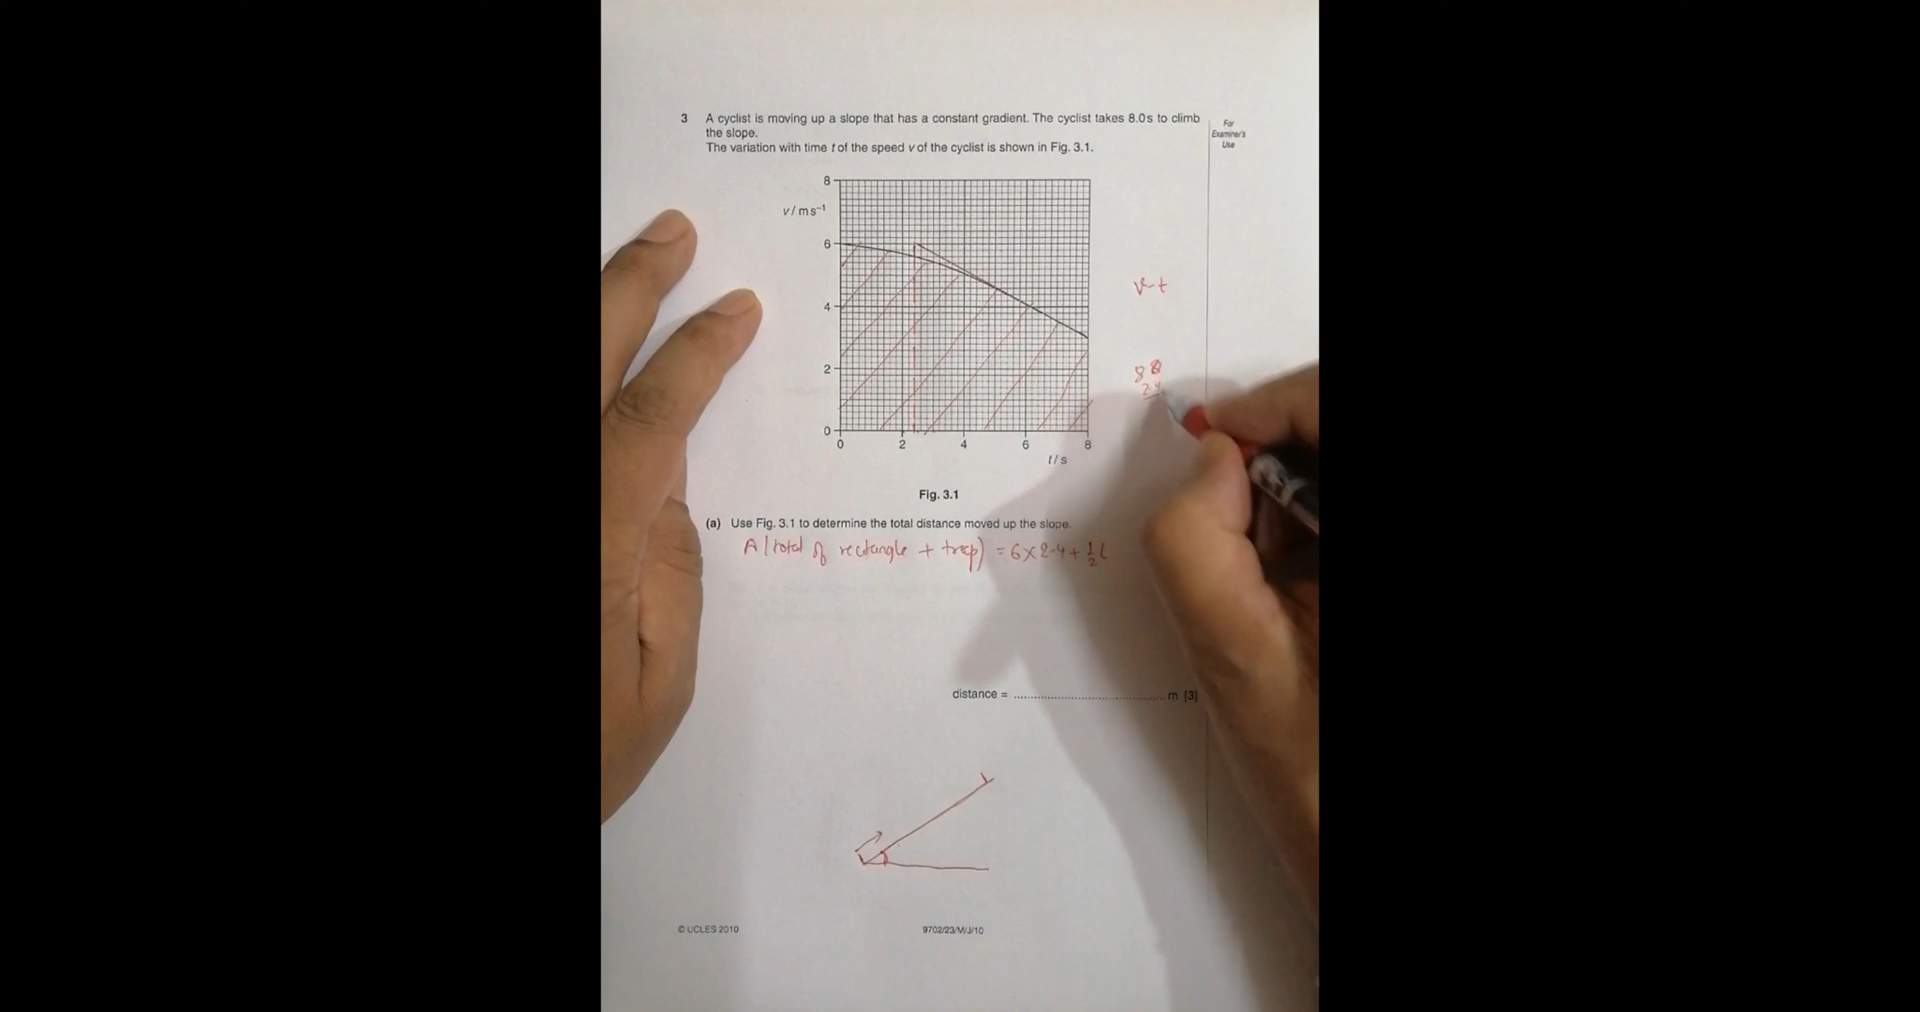 3 A cyclist is moving up a slope that has a constant gradient. The cyclist takes 8.0s to climb
the slope.
The variation with time t of the speed v of the cyclist is shown in Fig. 3.1.
For
Examiner's
Use
8
v/ms⁻¹
6
4
2
0
0 2 4 6 8
t/s
v-t
Fig. 3.1
(a) Use Fig. 3.1 to determine the total distance moved up the slope.
A(total of rectangle + trap) = 6×2.4+½(
distance = ............................................ m [3]
© UCLES 2010
9702/23/M/J/10